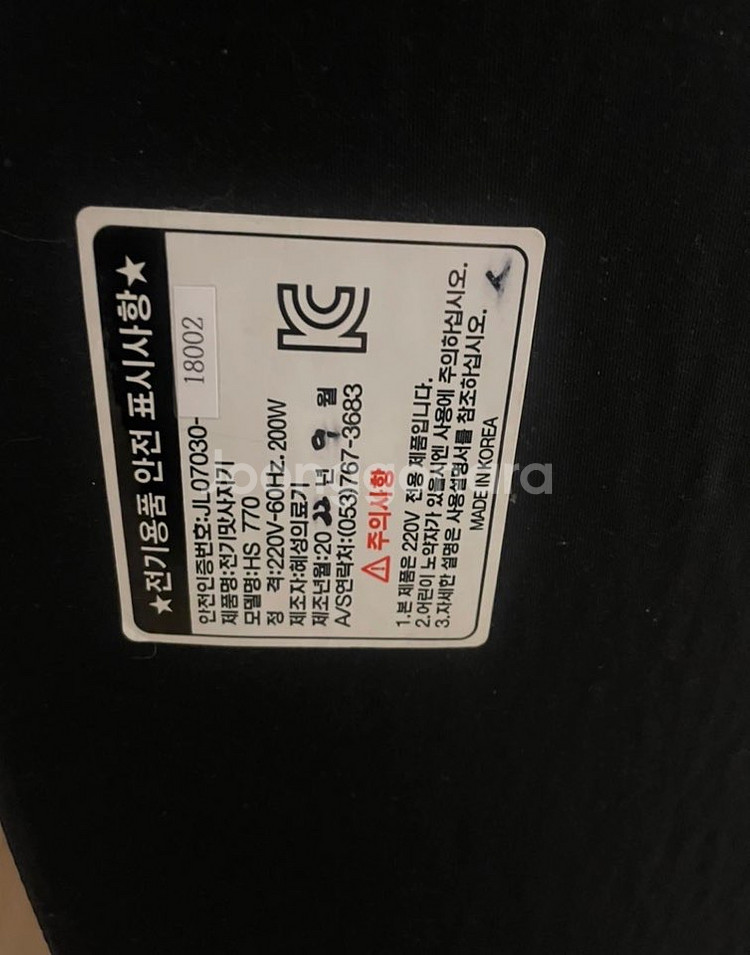 ★전기용품 안전 표시사항★
안전인증번호:JL07030-18002
제품명:전기맛사지기
모델명:HS 770
정 격:220V-60Hz. 200W
제조자:혜성의료기
제조년월:2022년 9월
A/S연락처:(053)767-3683
⚠ 주의사항
1.본 제품은 220V 전용 제품입니다.
2.어린이 노약자가 있을시엔 사용에 주의하십시오.
3.자세한 설명은 사용설명서를 참조하십시오.
MADE IN KOREA